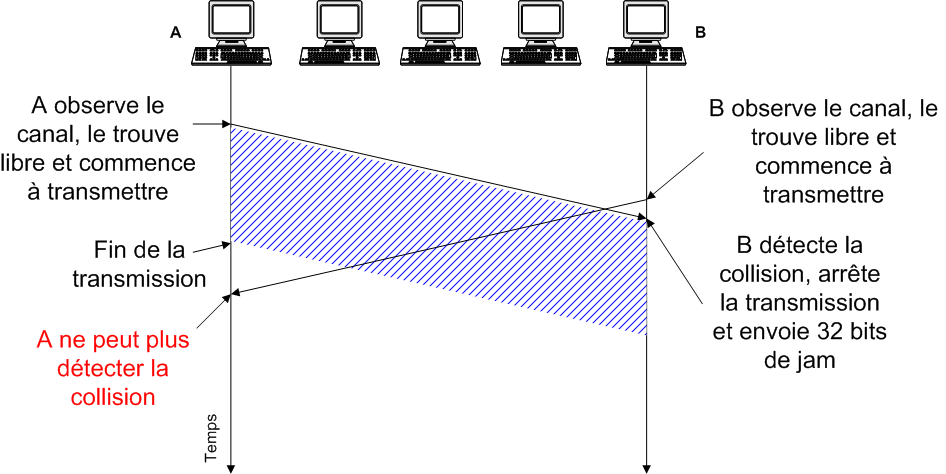 A
B
A observe le
canal, le trouve
libre et commence
à transmettre
B observe le canal, le
trouve libre et
commence à
transmettre
Fin de la
transmission
B détecte la
collision, arrête
la transmission
et envoie 32 bits
de jam
A ne peut plus
détecter la
collision
Temps